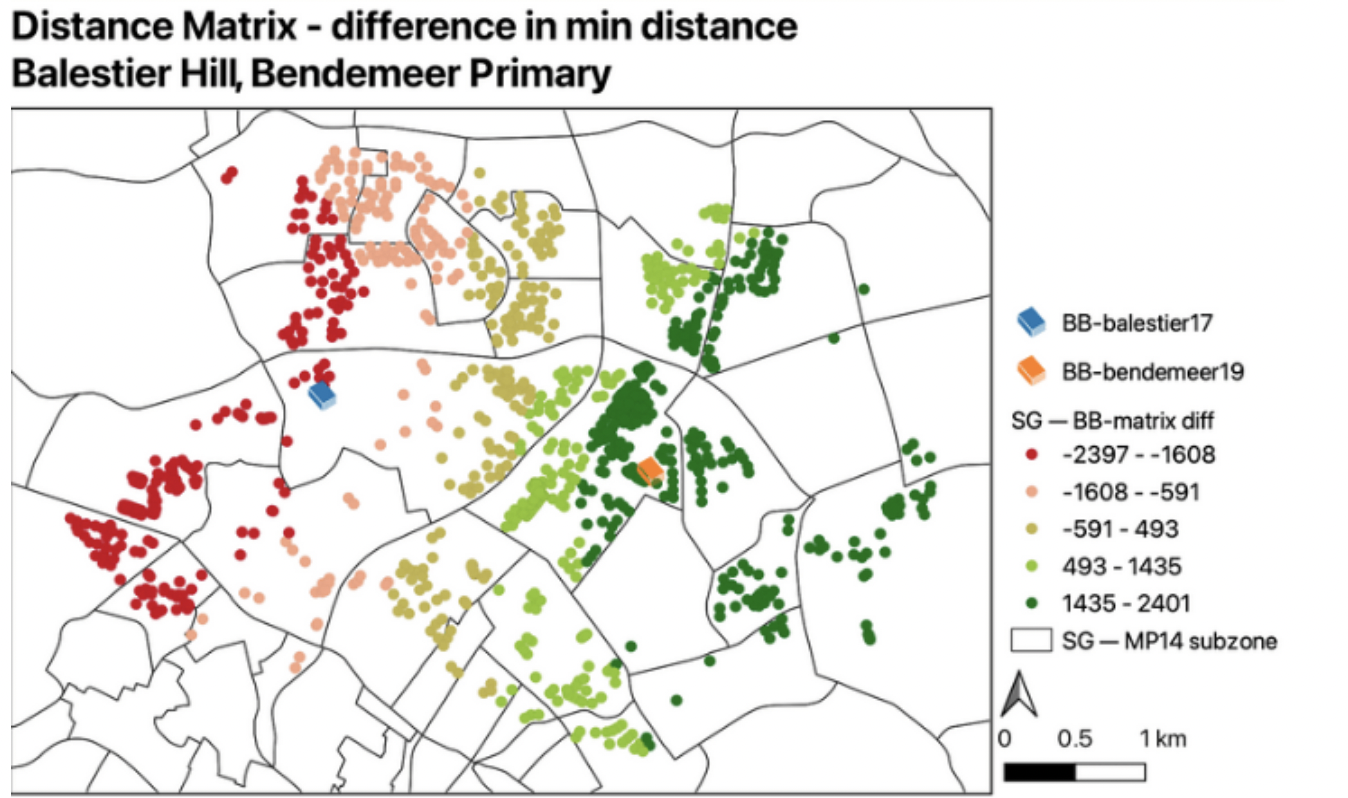 Distance Matrix - difference in min distance
Balestier Hill, Bendemeer Primary
BB-balestier17
BB-bendemeer19
SG — BB-matrix diff
-2397 - -1608
-1608 - -591
-591 - 493
493 - 1435
1435 - 2401
SG — MP14 subzone
0 0.5 1 km